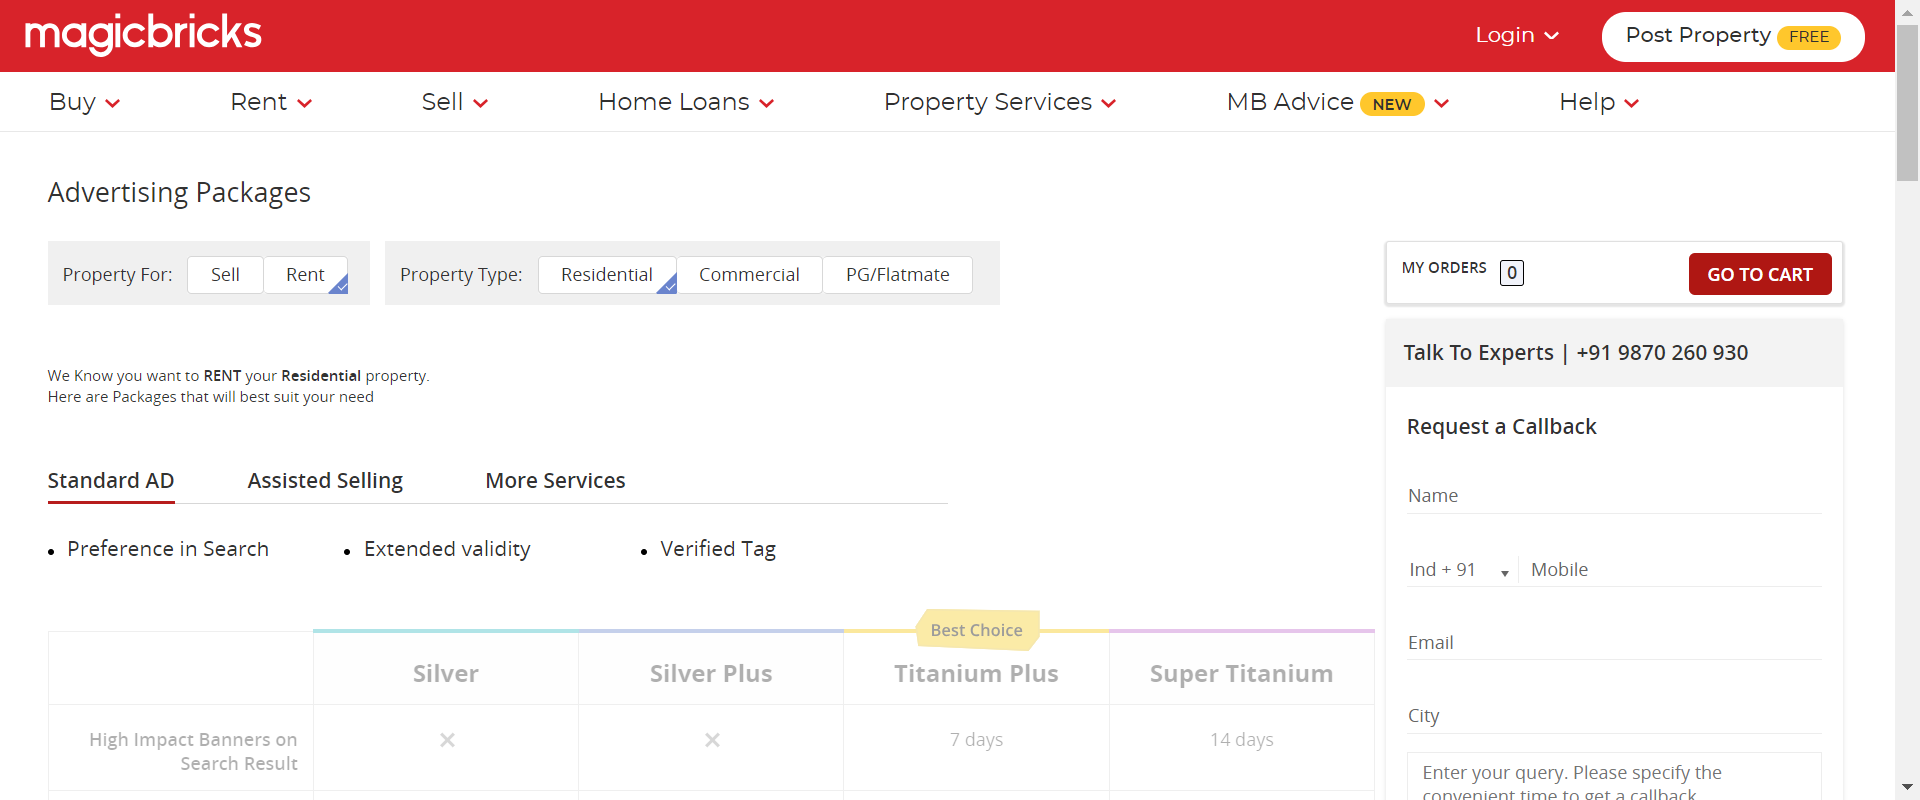 magicbricks
Login
Post Property FREE
Buy
Rent
Sell
Home Loans
Property Services
MB Advice NEW
Help
Advertising Packages
Property For:
Sell
Rent
Property Type:
Residential
Commercial
PG/Flatmate
MY ORDERS 0
GO TO CART
Talk To Experts | +91 9870 260 930
We Know you want to RENT your Residential property.
Here are Packages that will best suit your need
Request a Callback
Standard AD
Assisted Selling
More Services
Name
• Preference in Search
• Extended validity
• Verified Tag
Ind + 91
Mobile
Email
Best Choice
Silver
Silver Plus
Titanium Plus
Super Titanium
City
High Impact Banners on
Search Result
7 days
14 days
Enter your query. Please specify the
convenient time to get a callback